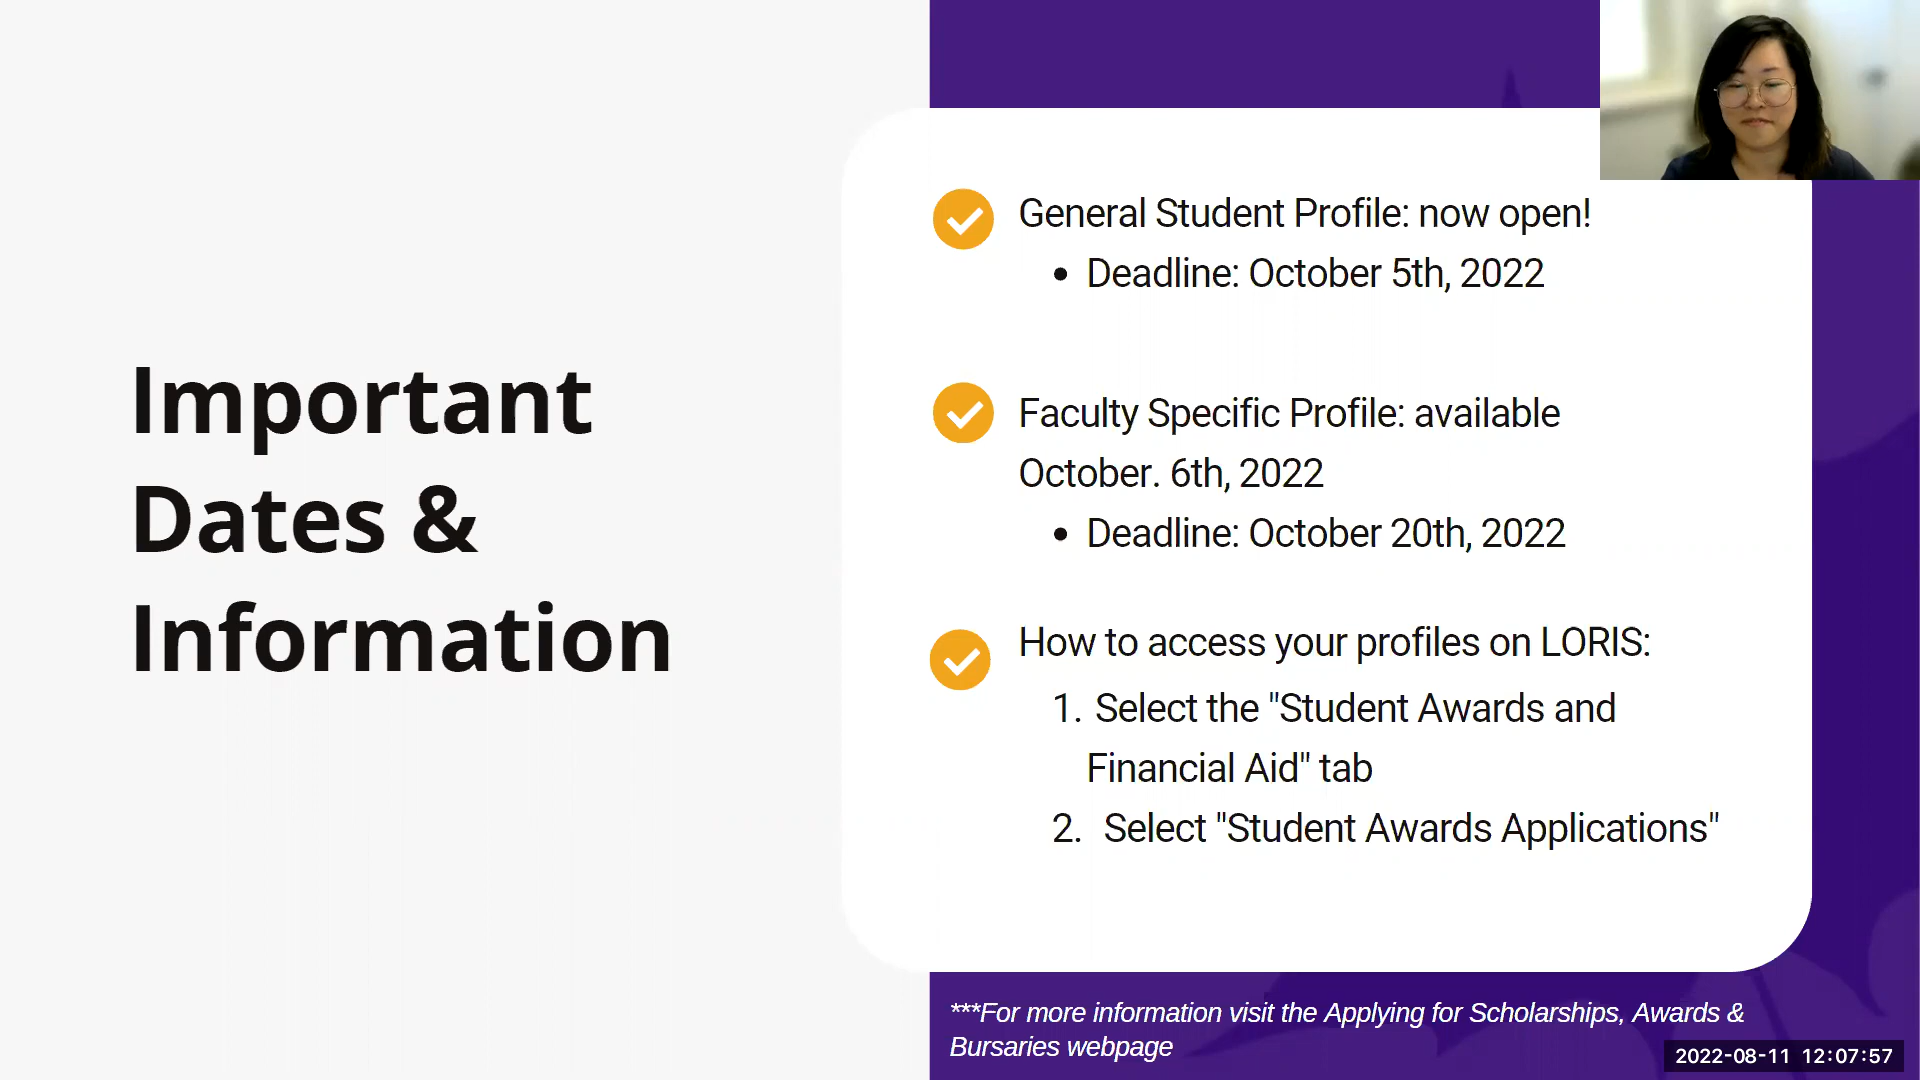 Important
Dates &
Information
General Student Profile: now open!
• Deadline: October 5th, 2022
Faculty Specific Profile: available
October. 6th, 2022
• Deadline: October 20th, 2022
How to access your profiles on LORIS:
1. Select the "Student Awards and
Financial Aid" tab
2. Select "Student Awards Applications"
***For more information visit the Applying for Scholarships, Awards &
Bursaries webpage
2022-08-11 12:07:57